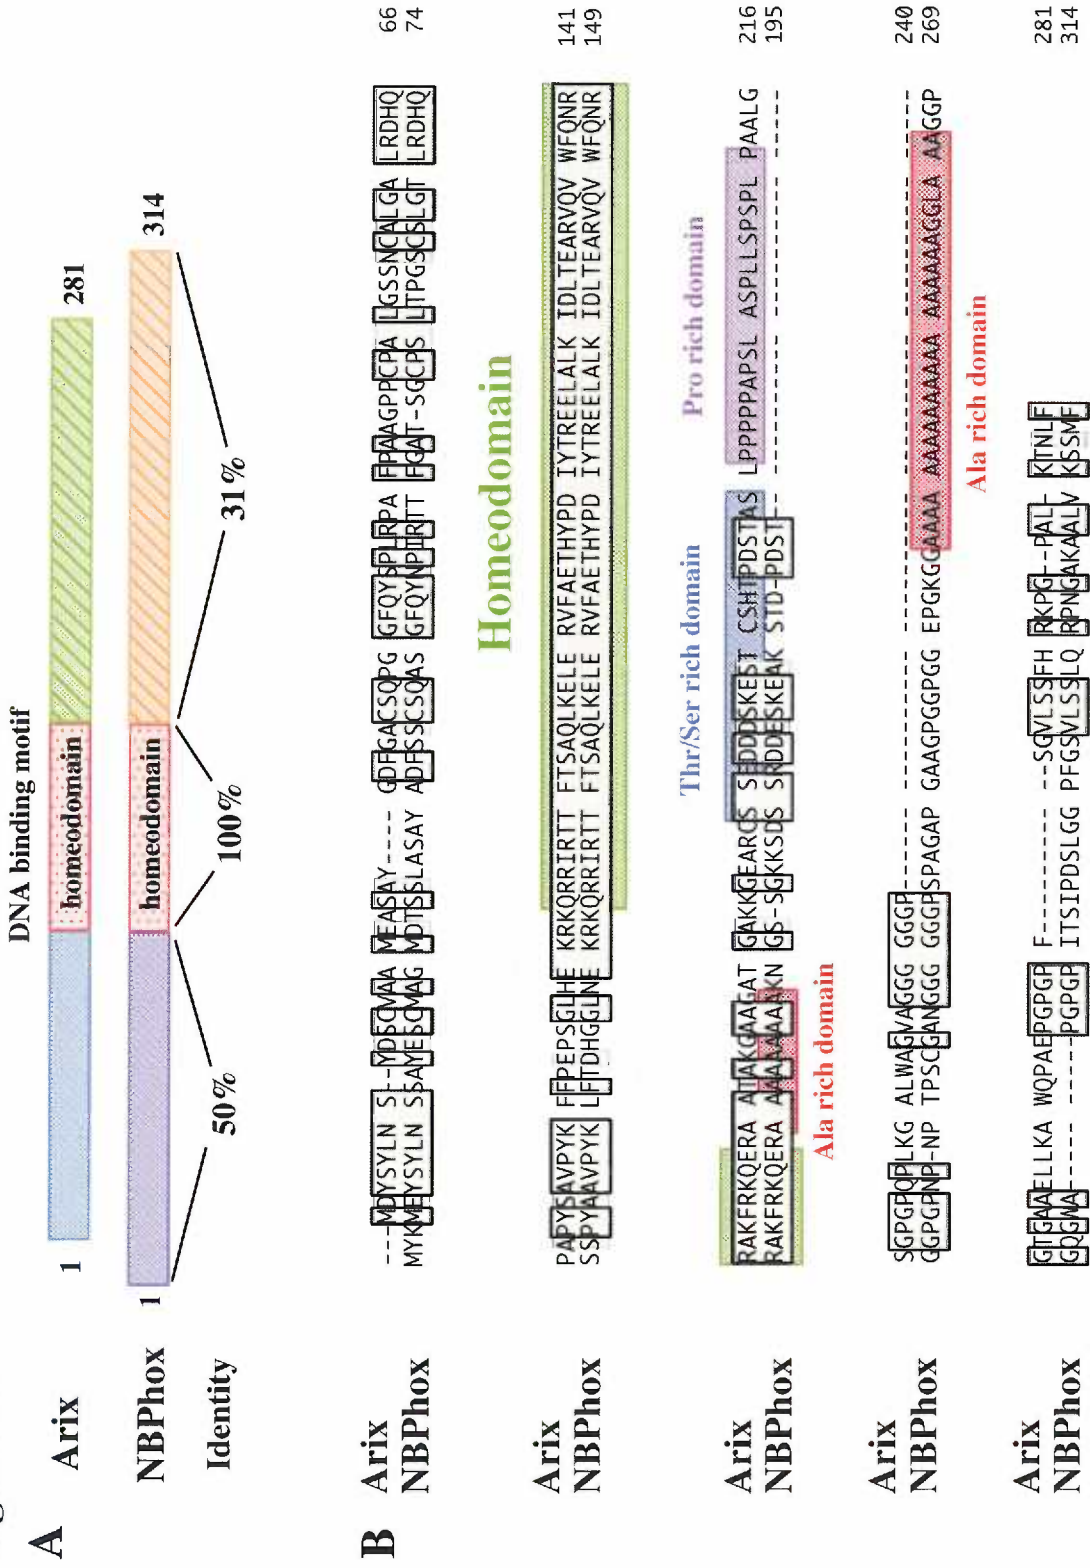 A
DNA binding motif
Arix 1 homeodomain 281
NBPhox 1 homeodomain 314
Identity 50% 100% 31%
B
Arix ---MDYSYLN S--YDSCVAA MEASAY---- GDFGACSQPG GFQYSPLRPA FPAAGPPCPA LGSSNCALGA LRDHQ 66
NBPhox MYKMEYSYLN SSAYESCMAG MDTSSLASAY ADFSSCSQAS GFQYNPIRTT FGAT-SGCPS LTPGSCSLGT LRDHQ 74
Homeodomain
Arix PAPYSAVPYK FFPEPSGLHE KRKQRRIRTT FTSAQLKELE RVFAETHYPD IYTREELALK IDLTEARVQV WFQNR 141
NBPhox SSPYAAVPYK LFTDHGGLNE KRKQRRIRTT FTSAQLKELE RVFAETHYPD IYTREELALK IDLTEARVQV WFQNR 149
Thr/Ser rich domain Pro rich domain
Arix RAKFRKQERA ATAKGAAGAT GAKKGEARCS SEDDDSKEST CSHTPDSTAS LPPPPPAPSL ASPLLSPSPL PAALG 216
NBPhox RAKFRKQERA AAAAAAAAKN GS-SGKKSDS SRDDESKEAK STD-PDST-- ---------- ---------- ----- 195
Ala rich domain
Arix SGPGPQPLKG ALWAGVAGGG GGGP------ ---------- ---------- ---------- ---------- ----- 240
NBPhox GGPGPNP-NP TPSCGANGGG GGGPSPAGAP GAAGPGGPGG EPGKGGAAAA AAAAAAAAAA AAAAAAGGLA AAGGP 269
Ala rich domain
Arix GTGAAELLKA WQPAEPGPGP F--------- --SGVLSSFH RKPG--PAL- KTNLF 281
NBPhox GQGWA----- -----PGPGP ITSIPDSLGG PFGSVLSSLQ RPNGAKAALV KSSMF 314